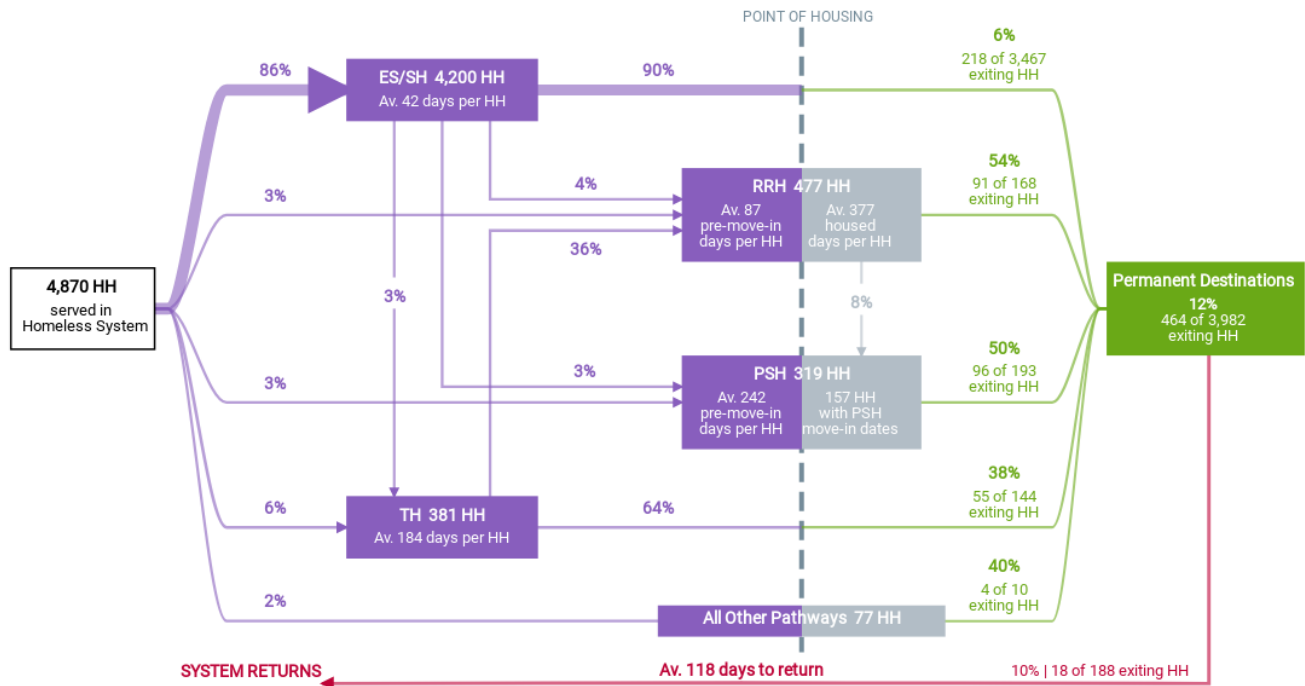 POINT OF HOUSING
86%
ES/SH 4,200 HH
Av. 42 days per HH
90%
6%
218 of 3,467
exiting HH
3%
4%
RRH 477 HH
Av. 87
pre-move-in
days per HH
Av. 377
housed
days per HH
54%
91 of 168
exiting HH
36%
4,870 HH
served in
Homeless System
3%
8%
Permanent Destinations
12%
464 of 3,982
exiting HH
3%
3%
PSH 319 HH
Av. 242
pre-move-in
days per HH
157 HH
with PSH
move-in dates
50%
96 of 193
exiting HH
6%
TH 381 HH
Av. 184 days per HH
64%
38%
55 of 144
exiting HH
2%
All Other Pathways 77 HH
40%
4 of 10
exiting HH
SYSTEM RETURNS
Av. 118 days to return
10% | 18 of 188 exiting HH